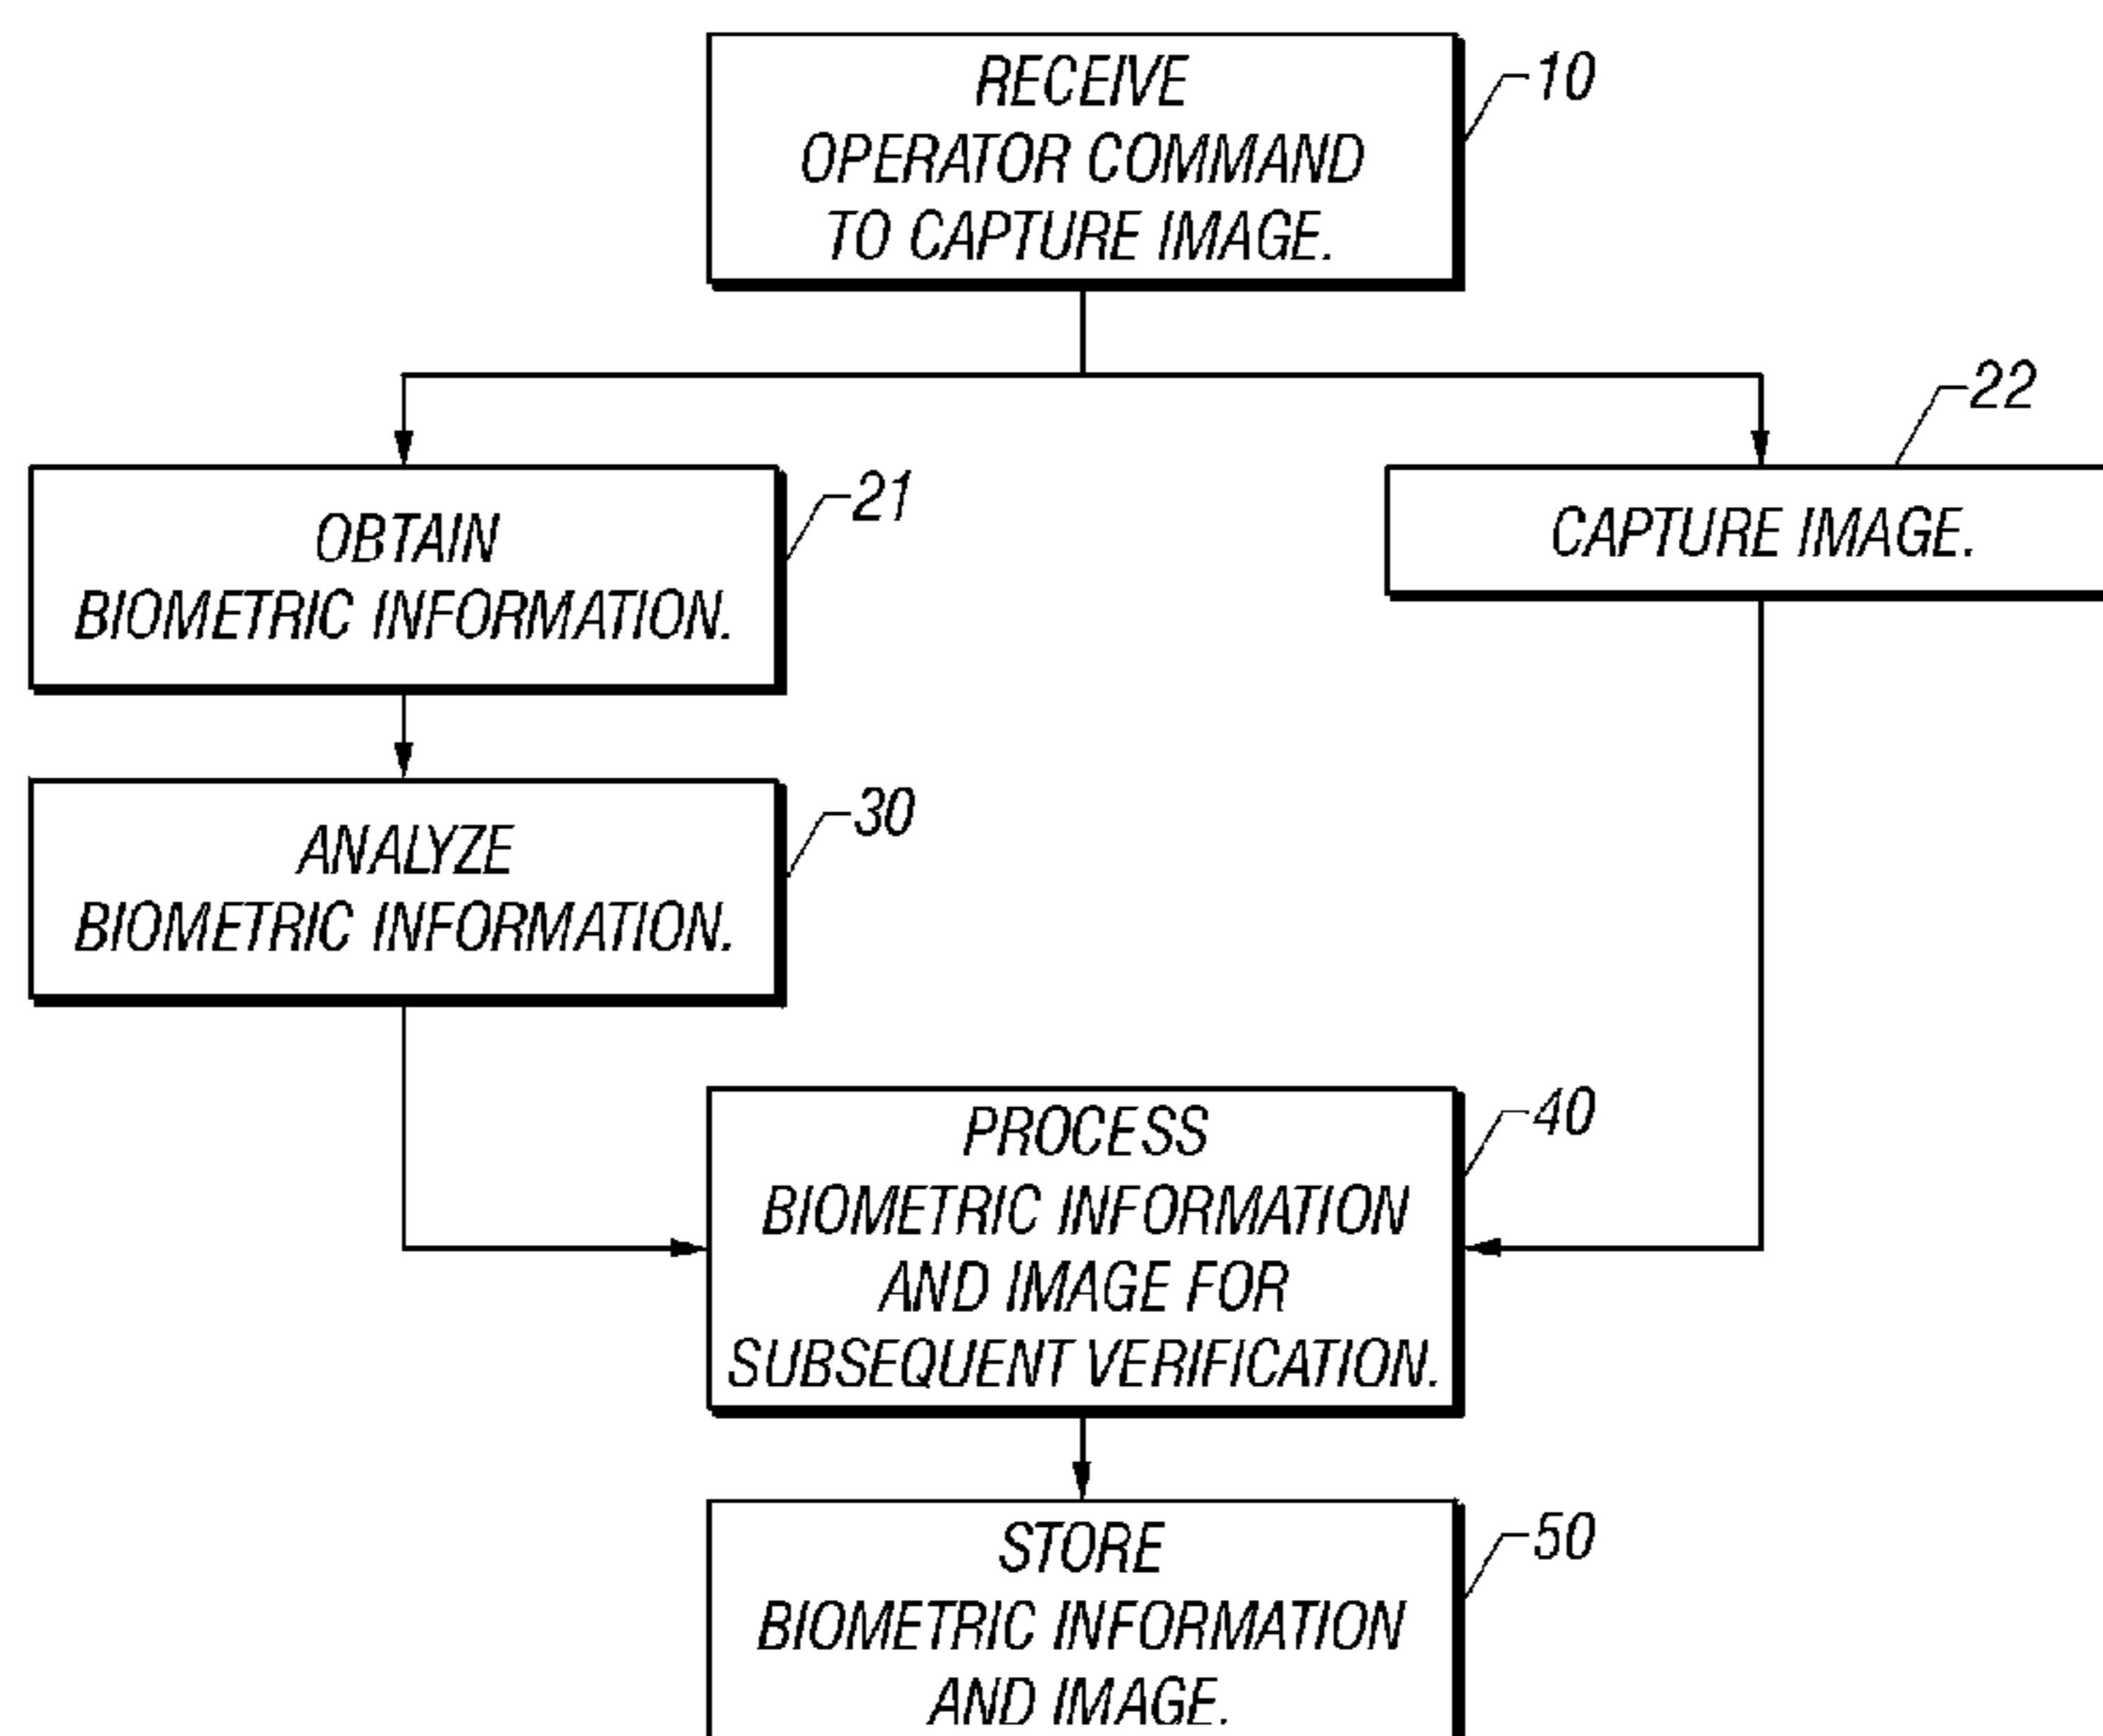 RECEIVE
OPERATOR COMMAND
TO CAPTURE IMAGE.
10
22
21
OBTAIN
BIOMETRIC INFORMATION.
CAPTURE IMAGE.
30
ANALYZE
BIOMETRIC INFORMATION.
40
PROCESS
BIOMETRIC INFORMATION
AND IMAGE FOR
SUBSEQUENT VERIFICATION.
50
STORE
BIOMETRIC INFORMATION
AND IMAGE.